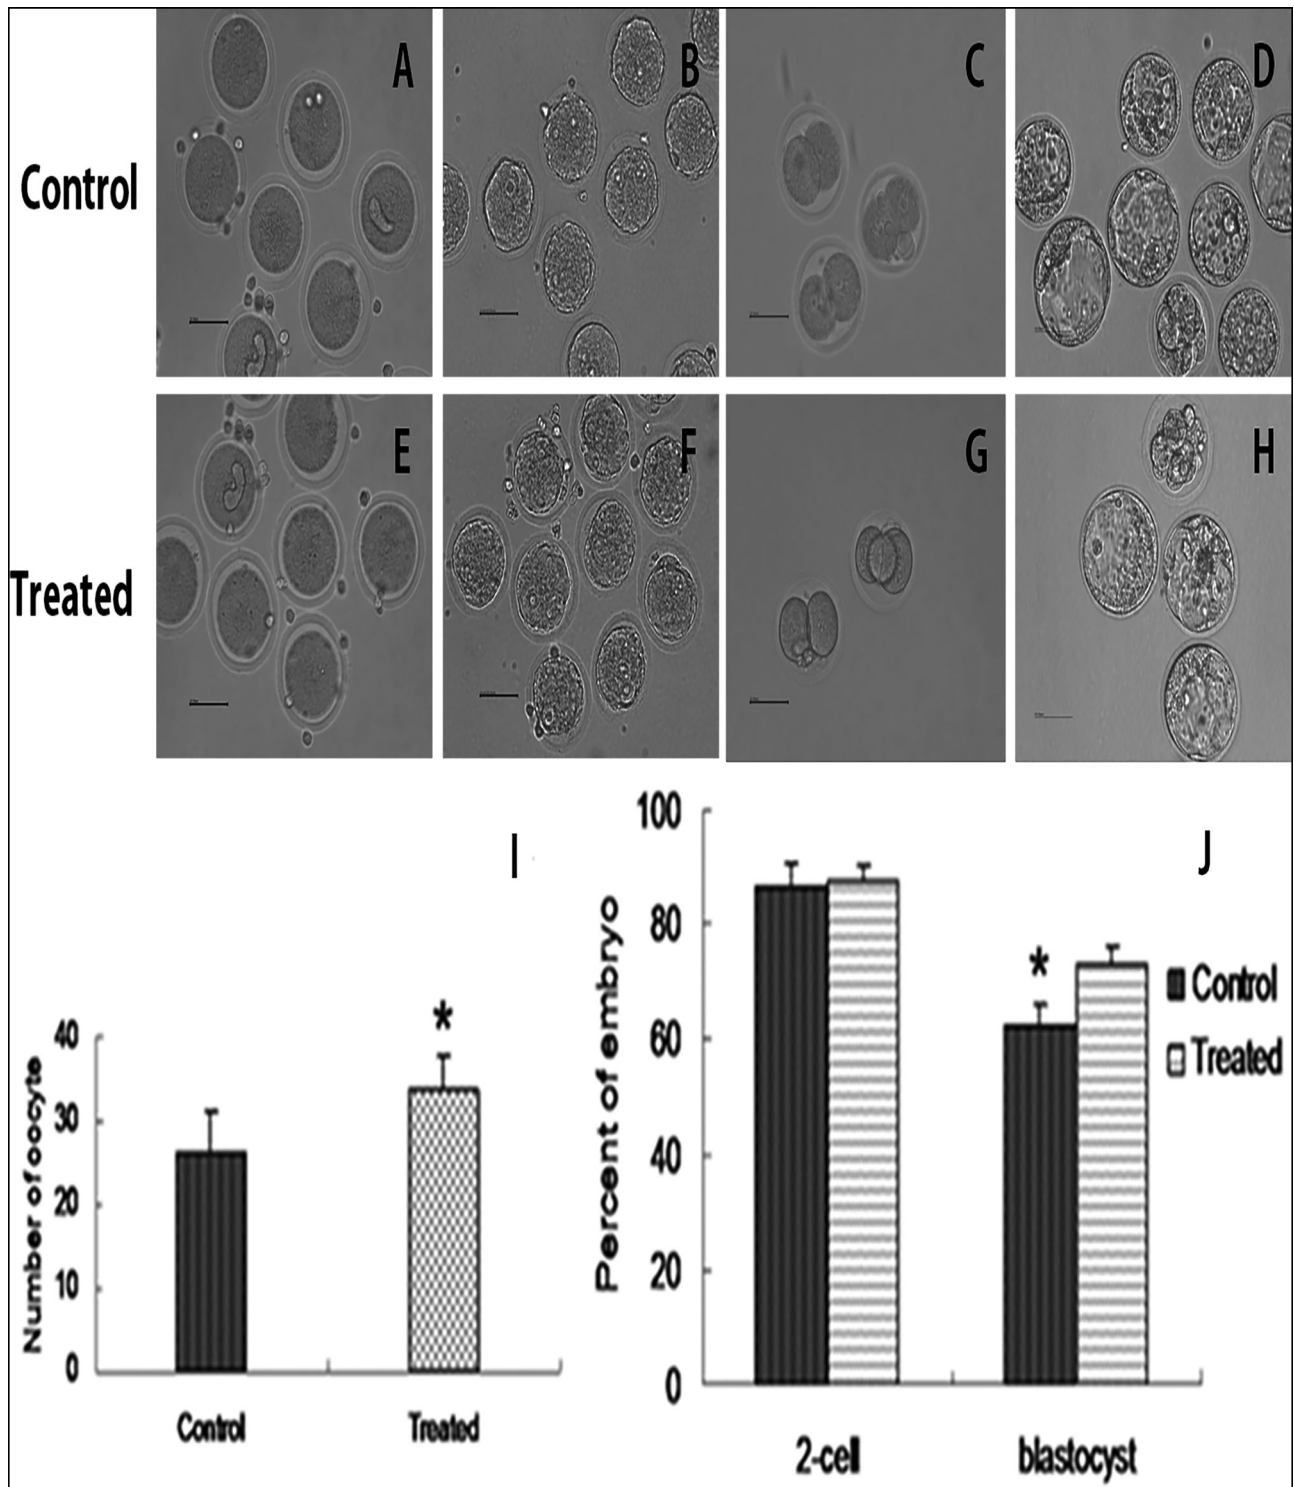 A
B
C
D
Control
E
F
G
H
Treated
I
Number of oocyte
40
30
20
10
0
Control
Treated
*
J
Percent of embryo
100
80
60
40
20
0
*
Control
Treated
2-cell
blastocyst